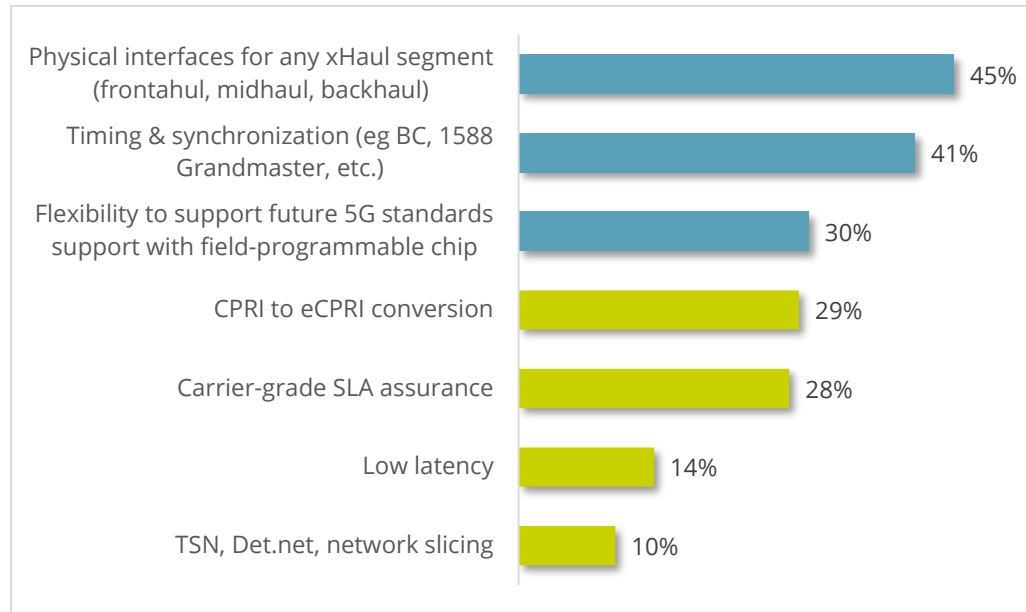 Physical interfaces for any xHaul segment
(frontahul, midhaul, backhaul)
45%
Timing & synchronization (eg BC, 1588
Grandmaster, etc.)
41%
Flexibility to support future 5G standards
support with field-programmable chip
30%
CPRI to eCPRI conversion
29%
Carrier-grade SLA assurance
28%
Low latency
14%
TSN, Det.net, network slicing
10%